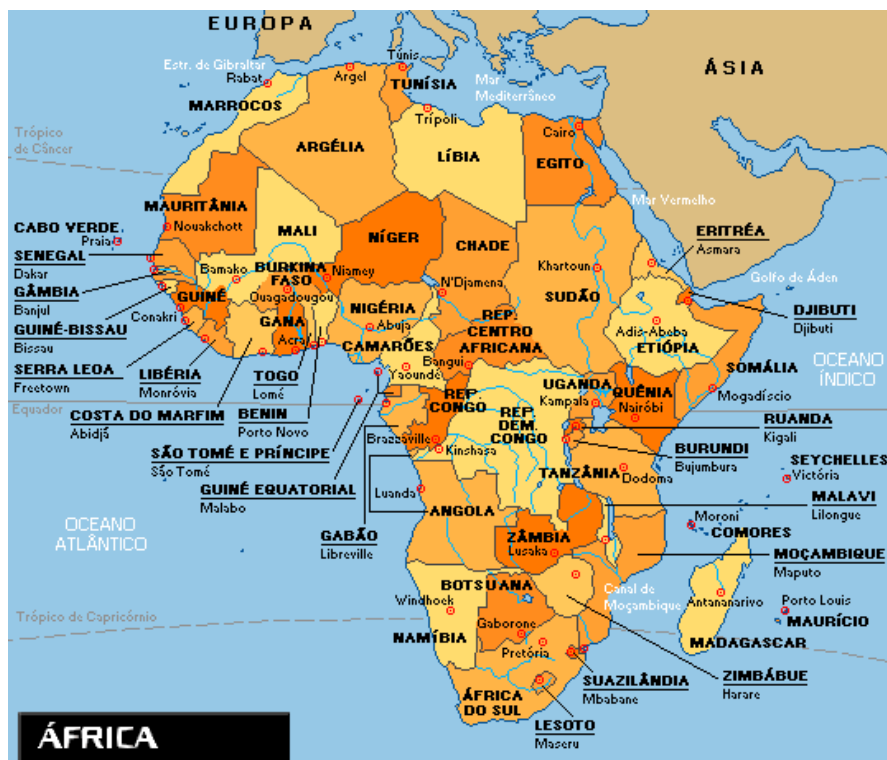 EUROPA
ÁSIA
Estr. de Gibraltar
Rabat
MARROCOS
Argel
Túnis
TUNÍSIA
Mar
Mediterrâneo
Trípoli
Trópico
de Câncer
ARGÉLIA
LÍBIA
Cairo
EGITO
Mar Vermelho
MAURITÂNIA
Nouakchott
CABO VERDE
Praia
MALI
NÍGER
CHADE
Khartoun
SUDÃO
ERITRÉA
Asmara
Golfo de Áden
SENEGAL
Dakar
GÂMBIA
Banjul
GUINÉ-BISSAU
Bissau
SERRA LEOA
Freetown
Bamako
BURKINA
FASO
Ouagadougou
Niamey
N'Djamena
GUINÉ
Conakri
GANA
Acra
NIGÉRIA
Abuja
CAMARÕES
Yaoundé
REP.
CENTRO
AFRICANA
Bangui
Adis-Abeba
ETIÓPIA
DJIBUTI
Djibuti
SOMÁLIA
Mogadíscio
OCEANO
ÍNDICO
LIBÉRIA
Monróvia
TOGO
Lomé
COSTA DO MARFIM
Abidjã
BENIN
Porto Novo
Equador
SÃO TOMÉ E PRÍNCIPE
São Tomé
GUINÉ EQUATORIAL
Malabo
GABÃO
Libreville
REP.
CONGO
Brazzaville
REP.
DEM.
CONGO
Kinshasa
UGANDA
Kampala
QUÊNIA
Nairóbi
RUANDA
Kigali
BURUNDI
Bujumbura
SEYCHELLES
Victória
TANZÂNIA
Dodoma
MALAVI
Lilongue
Luanda
ANGOLA
OCEANO
ATLÂNTICO
ZÂMBIA
Lusaka
Moroni
COMORES
MOÇAMBIQUE
Maputo
Canal de
Moçambique
Antananarivo
MADAGASCAR
Porto Louis
MAURÍCIO
Trópico de Capricórnio
BOTSUANA
Windhoek
NAMÍBIA
Gaborone
Pretória
SUAZILÂNDIA
Mbabane
ZIMBÁBUE
Harare
ÁFRICA
DO SUL
LESOTO
Maseru
ÁFRICA